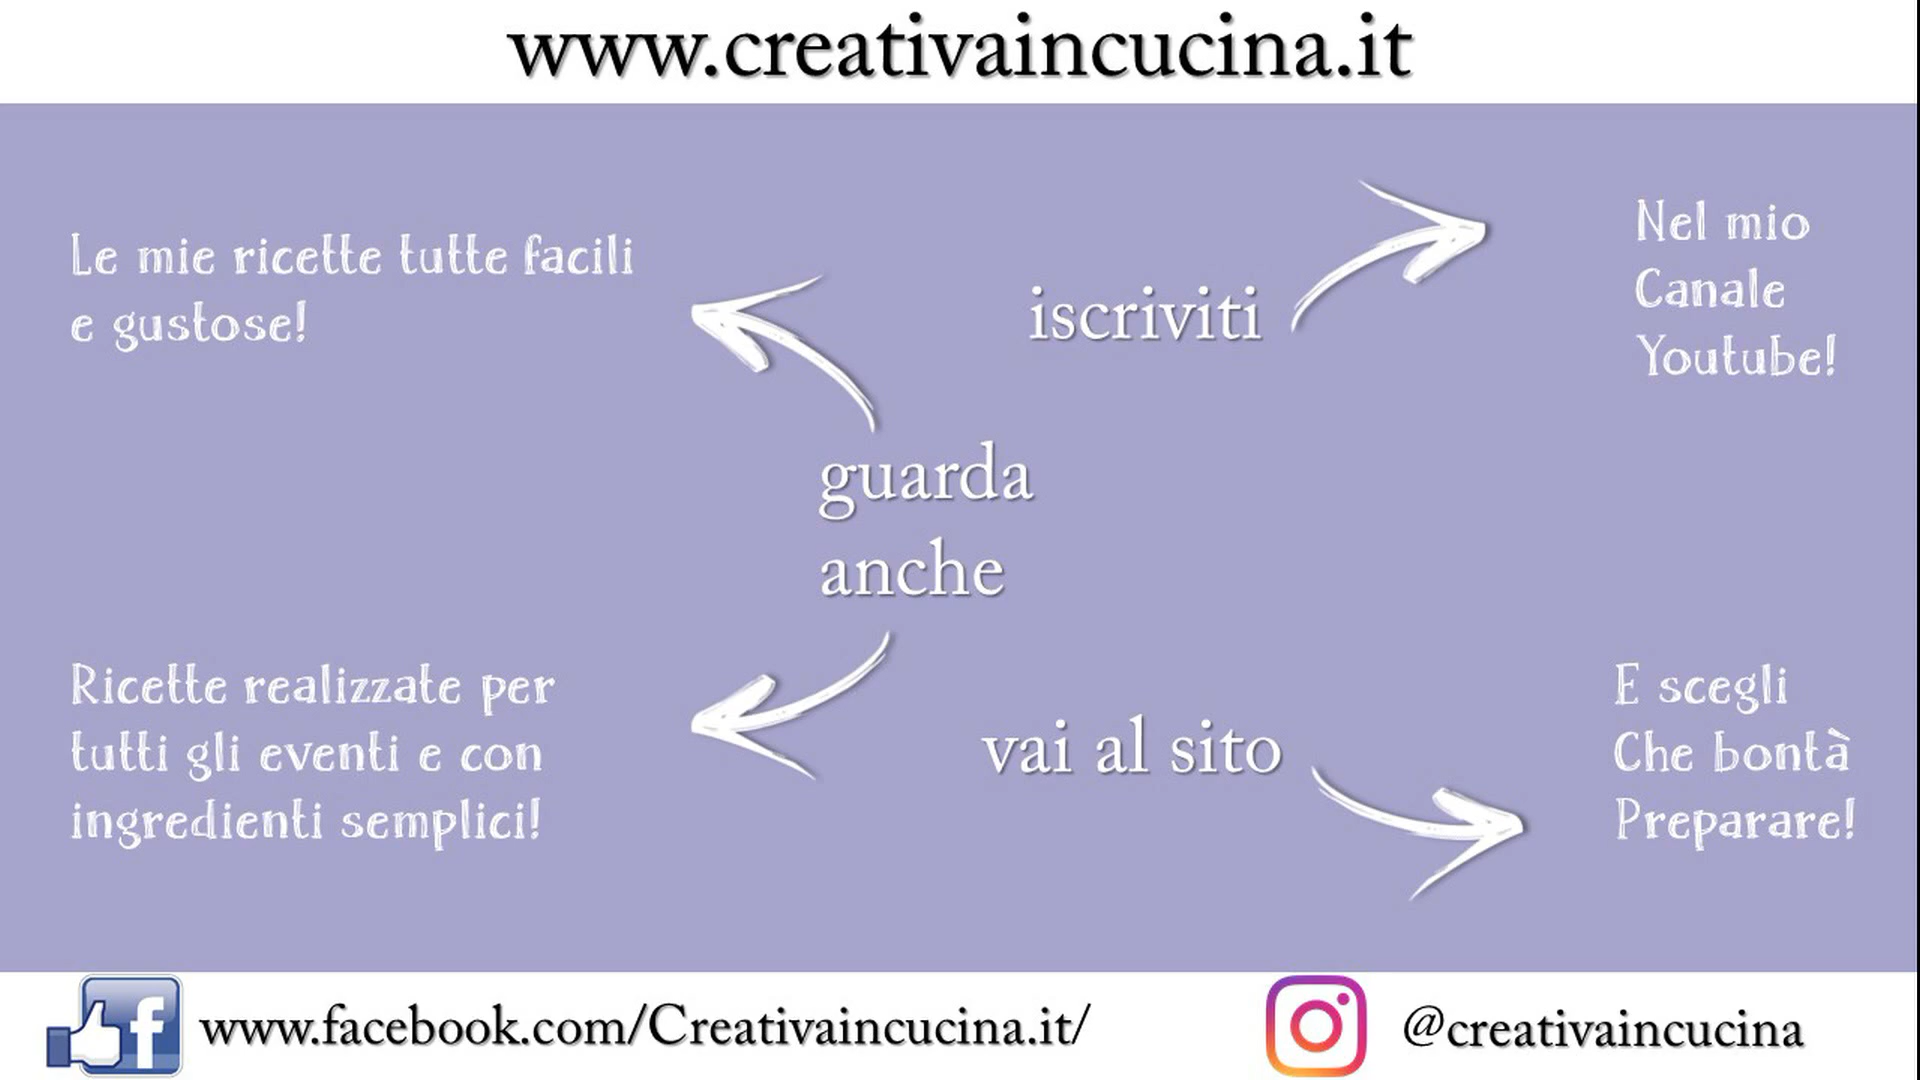 www.creativaincucina.it
Le mie ricette tutte facili
e gustose!
iscriviti
Nel mio
Canale
Youtube!
guarda
anche
Ricette realizzate per
tutti gli eventi e con
ingredienti semplici!
vai al sito
E scegli
Che bontà
Preparare!
f
www.facebook.com/Creativaincucina.it/
@creativaincucina